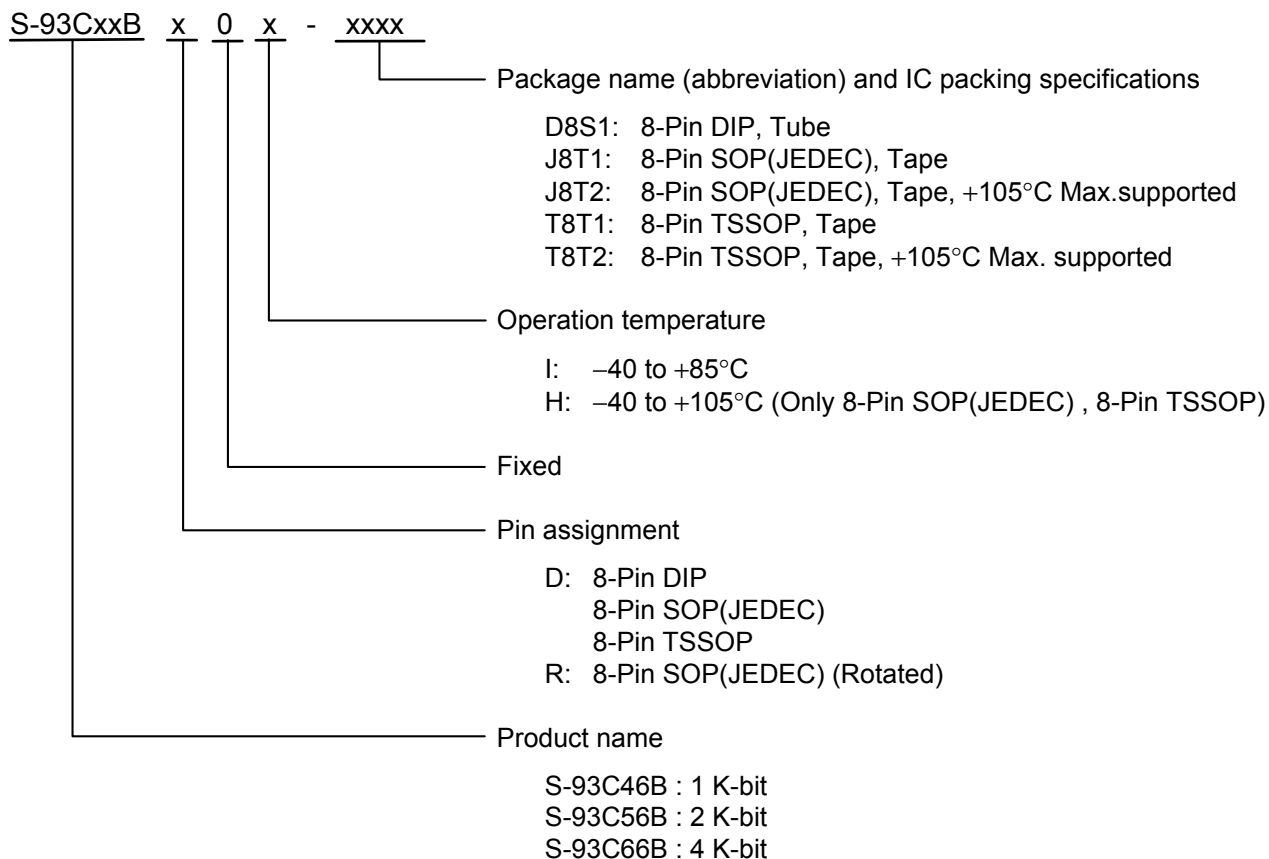 S-93CxxB x 0 x - xxxx
Package name (abbreviation) and IC packing specifications
D8S1: 8-Pin DIP, Tube
J8T1: 8-Pin SOP(JEDEC), Tape
J8T2: 8-Pin SOP(JEDEC), Tape, +105°C Max.supported
T8T1: 8-Pin TSSOP, Tape
T8T2: 8-Pin TSSOP, Tape, +105°C Max. supported
Operation temperature
I: −40 to +85°C
H: −40 to +105°C (Only 8-Pin SOP(JEDEC) , 8-Pin TSSOP)
Fixed
Pin assignment
D: 8-Pin DIP
8-Pin SOP(JEDEC)
8-Pin TSSOP
R: 8-Pin SOP(JEDEC) (Rotated)
Product name
S-93C46B : 1 K-bit
S-93C56B : 2 K-bit
S-93C66B : 4 K-bit